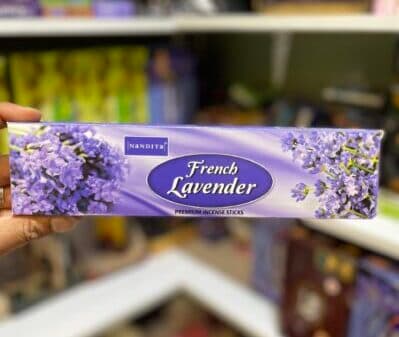 NANDITA
French
Lavender
PREMIUM INCENSE STICKS